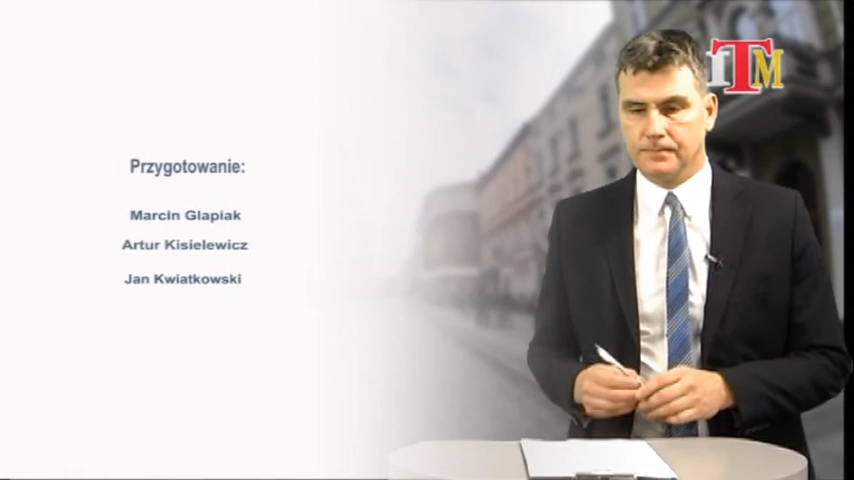 Przygotowanie:
Marcin Glapiak
Artur Kisielewicz
Jan Kwiatkowski
iTM